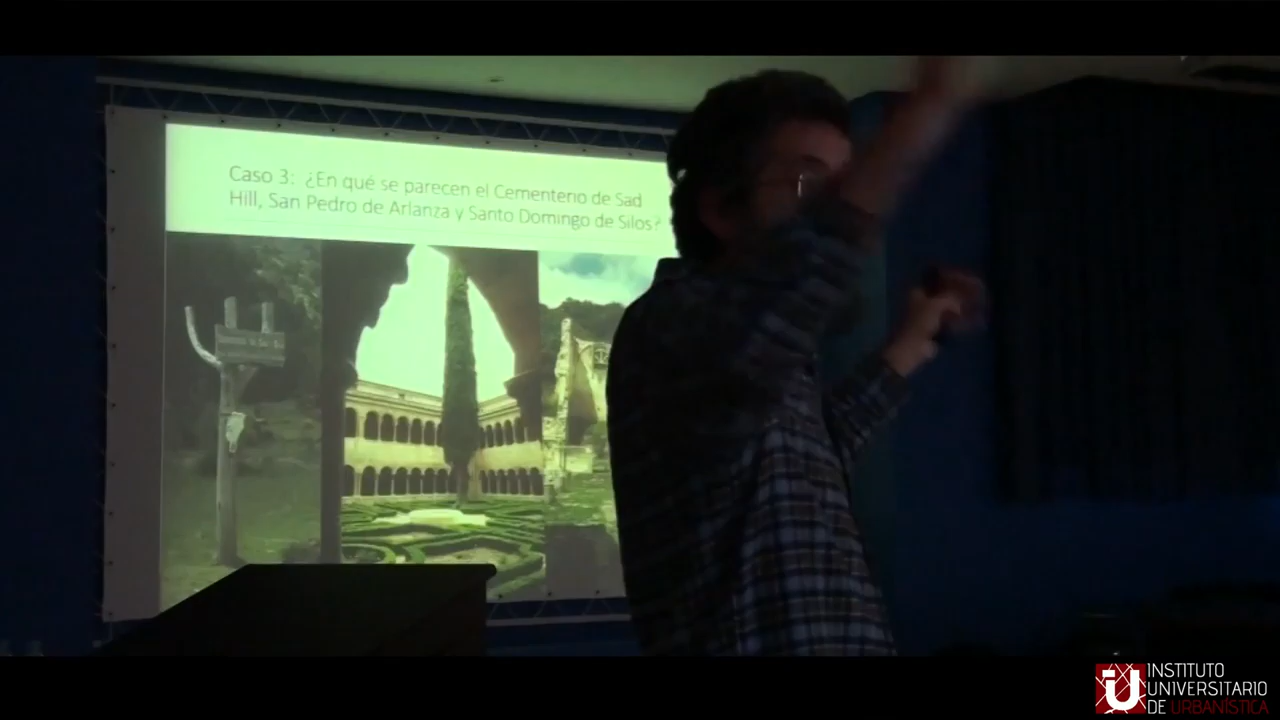 Caso 3: ¿En qué se parecen el Cementerio de Sad
Hill, San Pedro de Arlanza y Santo Domingo de Silos?
INSTITUTO
UNIVERSITARIO
DE URBANÍSTICA